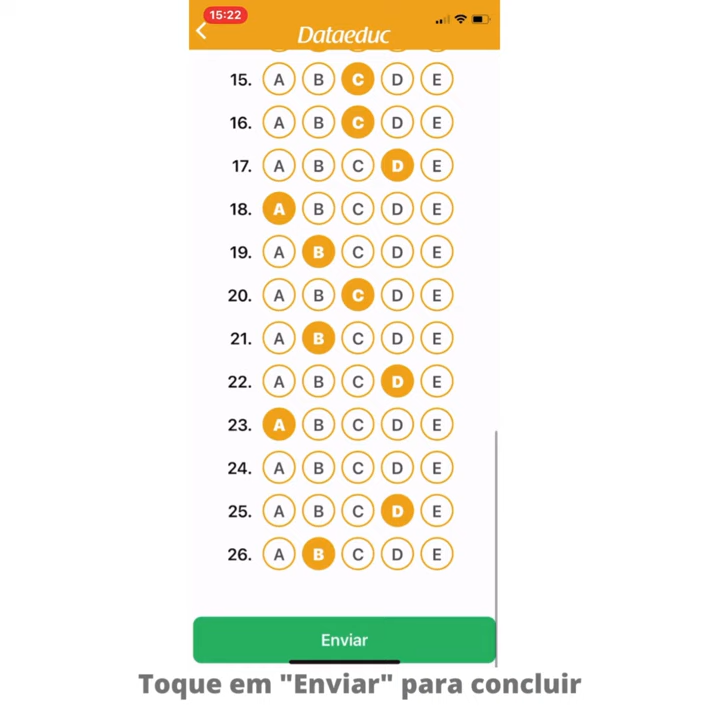 15:22
Dataeduc
15. A B C D E
16. A B C D E
17. A B C D E
18. A B C D E
19. A B C D E
20. A B C D E
21. A B C D E
22. A B C D E
23. A B C D E
24. A B C D E
25. A B C D E
26. A B C D E
Enviar
Toque em "Enviar" para concluir